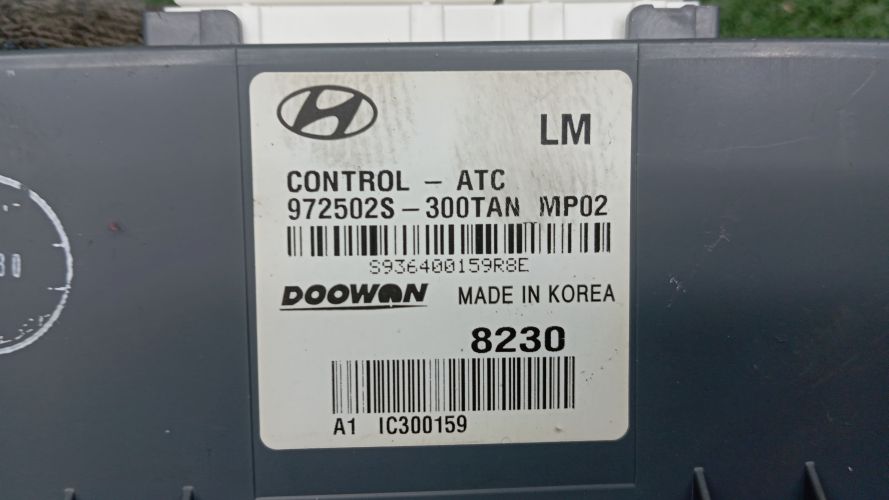 LM
CONTROL - ATC
972502S-300TAN MP02
S936400159R8E
DOOWON MADE IN KOREA
8230
A1 IC300159